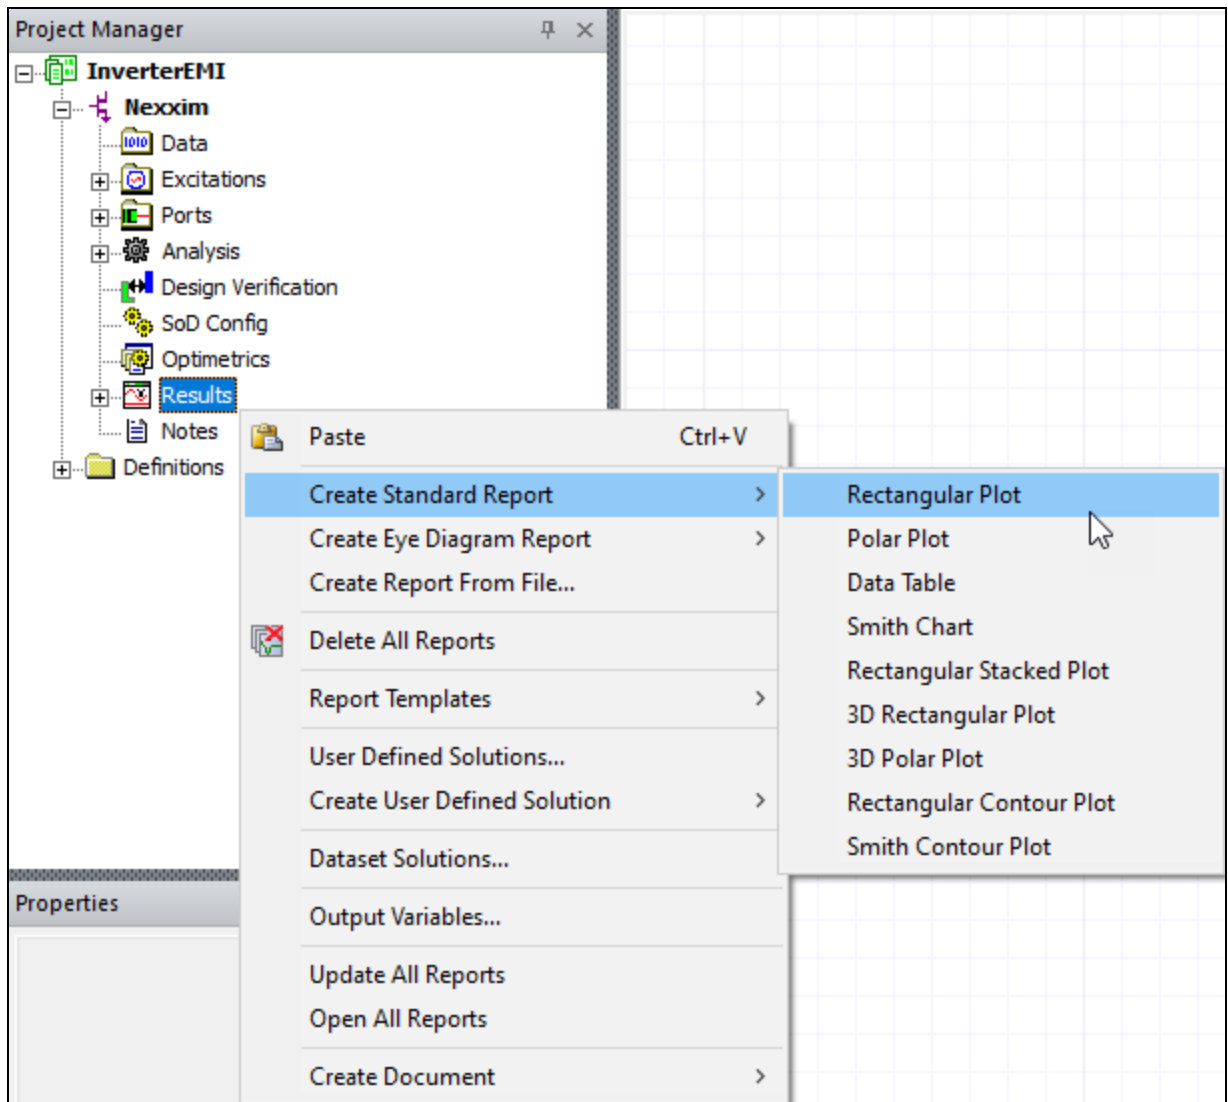 Project Manager
InverterEMI
Nexxim
Data
Excitations
Ports
Analysis
Design Verification
SoD Config
Optimetrics
Results
Notes
Definitions
Paste Ctrl+V
Create Standard Report
Create Eye Diagram Report
Create Report From File...
Delete All Reports
Report Templates
User Defined Solutions...
Create User Defined Solution
Dataset Solutions...
Output Variables...
Update All Reports
Open All Reports
Create Document
Rectangular Plot
Polar Plot
Data Table
Smith Chart
Rectangular Stacked Plot
3D Rectangular Plot
3D Polar Plot
Rectangular Contour Plot
Smith Contour Plot
Properties